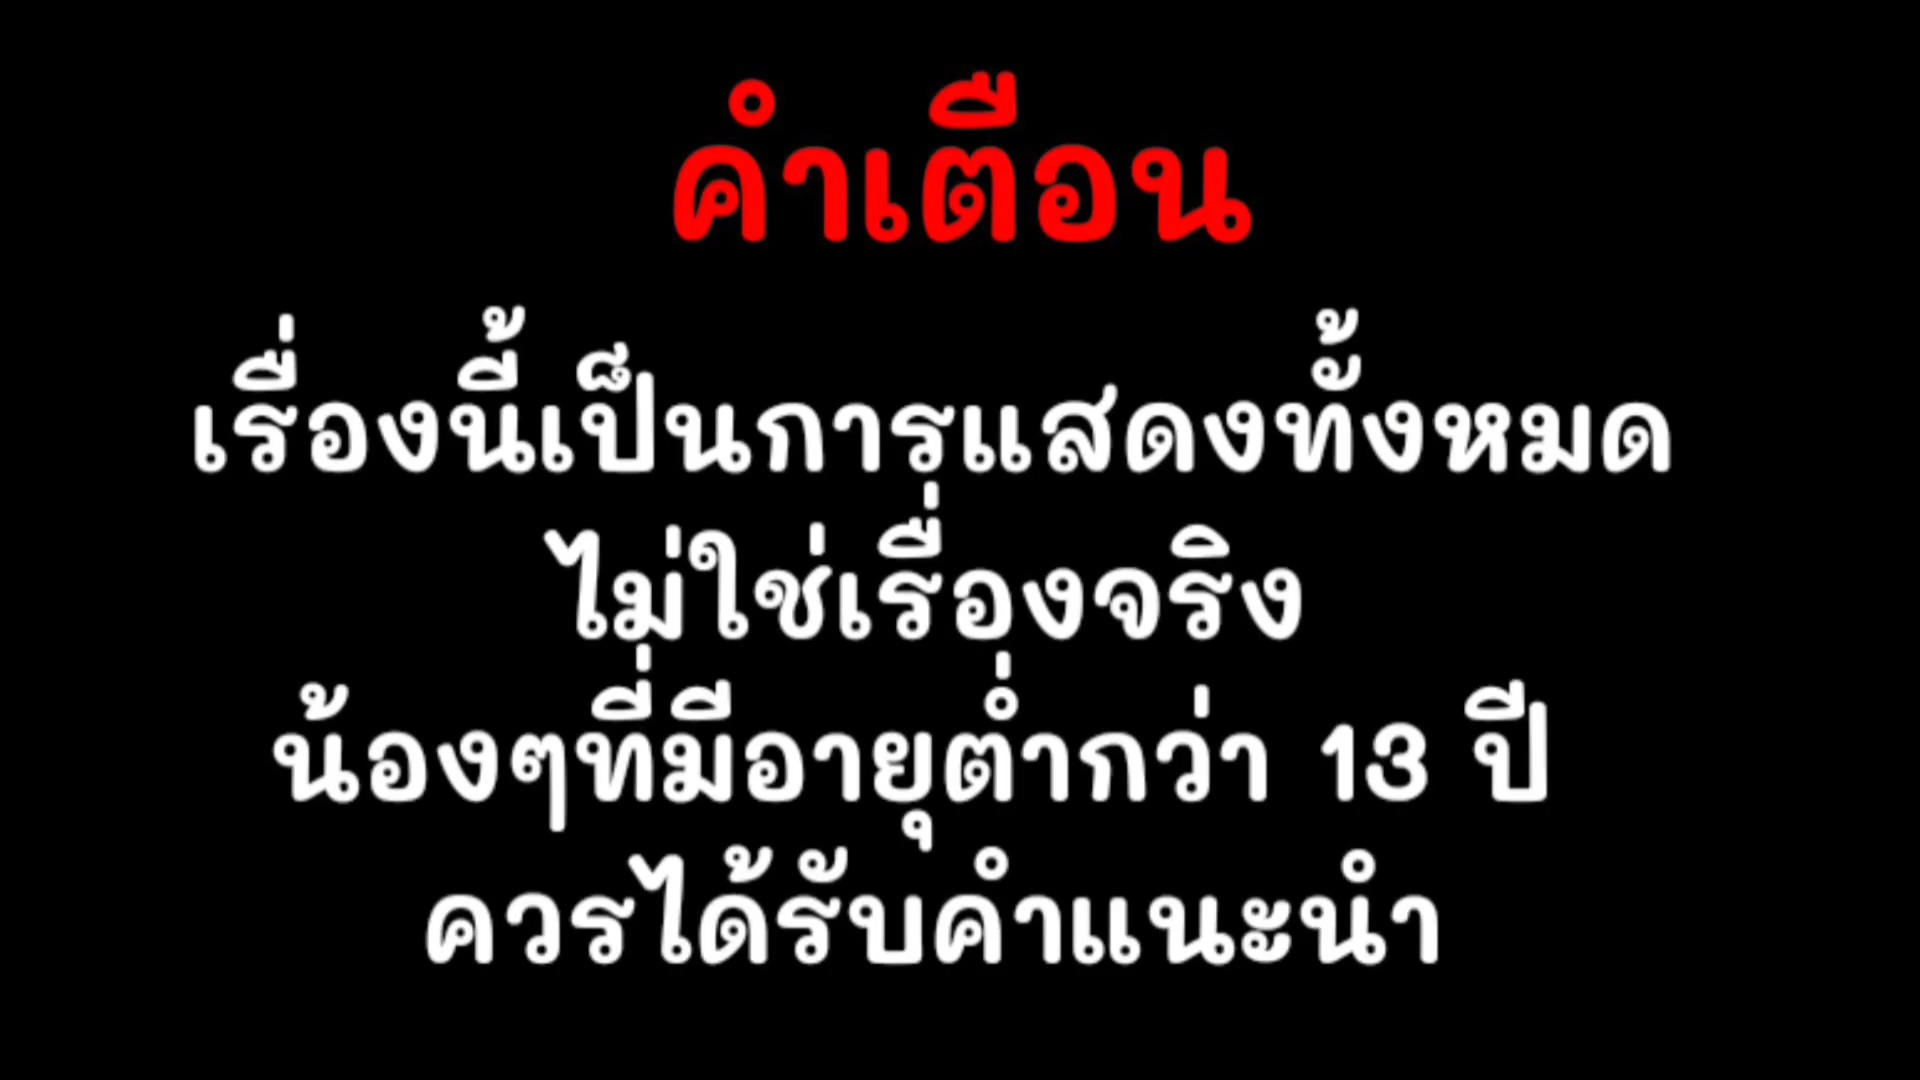 คำเตือน
เรื่องนี้เป็นการแสดงทั้งหมด
ไม่ใช่เรื่องจริง
น้องๆที่มีอายุต่ำกว่า 13 ปี
ควรได้รับคำแนะนำ